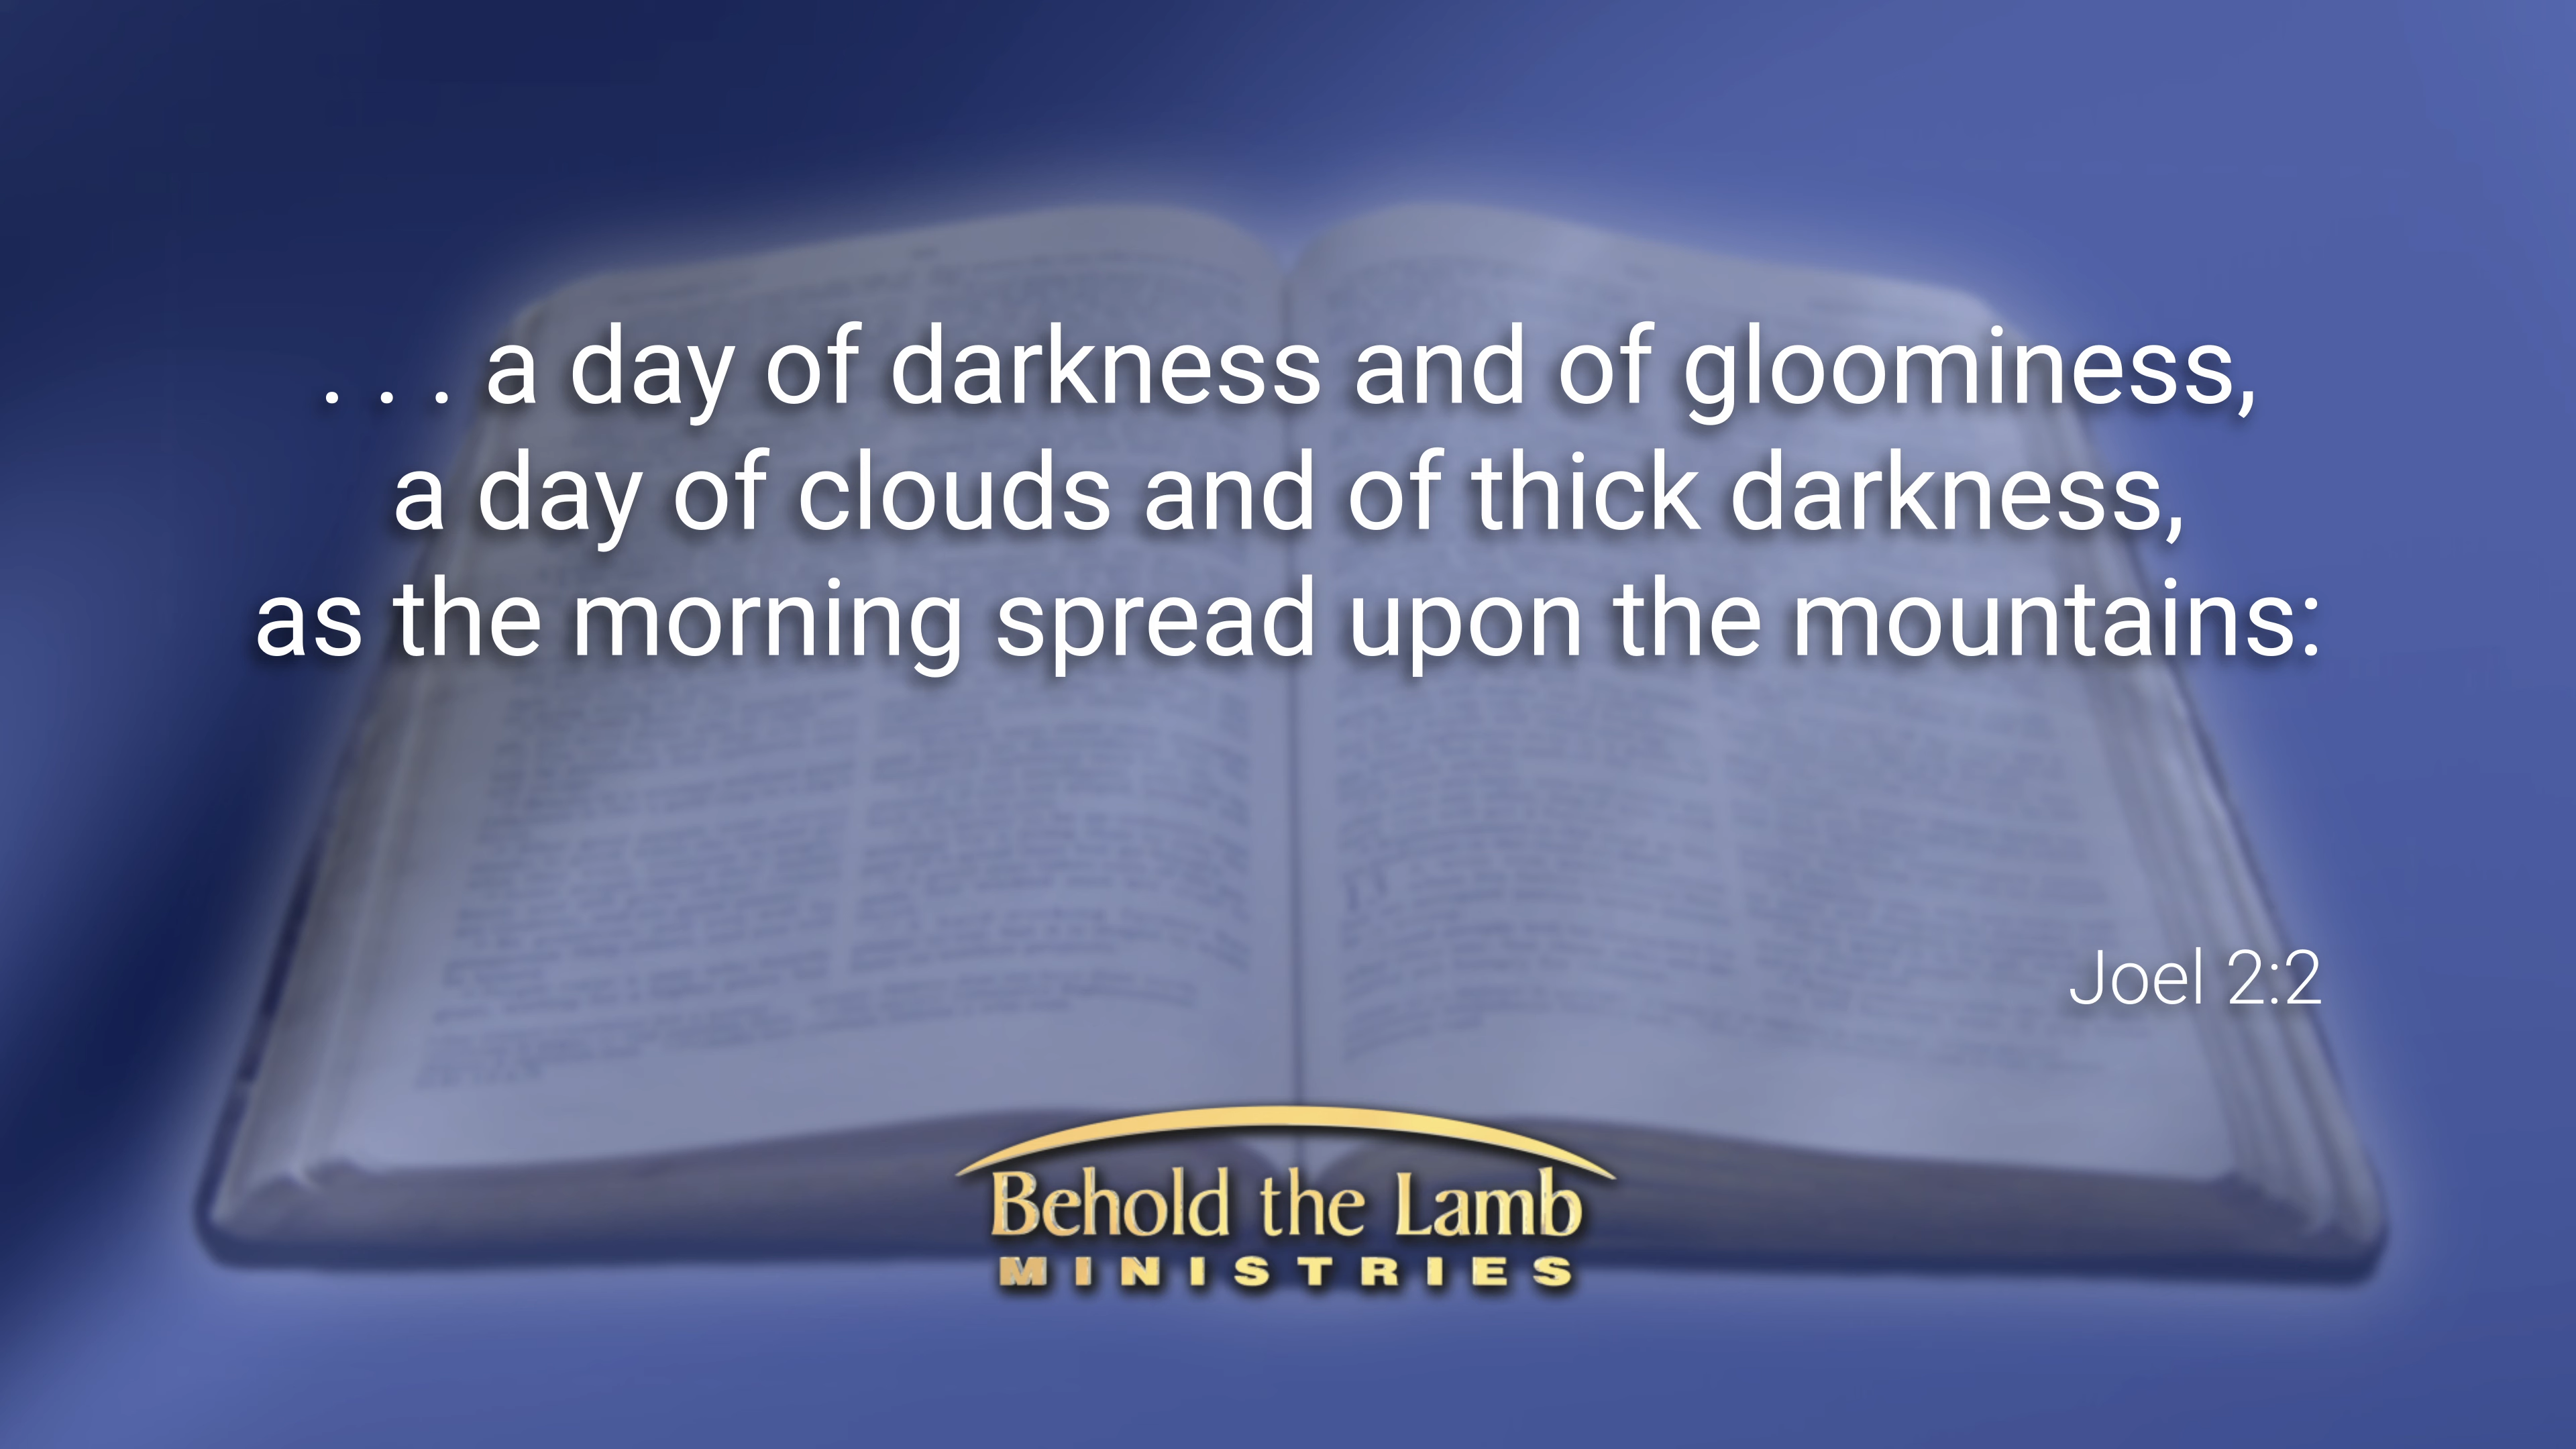 . . . a day of darkness and of gloominess,
a day of clouds and of thick darkness,
as the morning spread upon the mountains:
Joel 2:2
Behold the Lamb
MINISTRIES